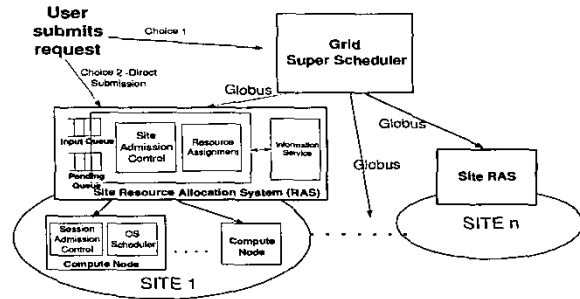 User
submits
request
Choice 1
Grid
Super Scheduler
Choice 2 -Direct
Submission
Globus
Globus
Globus
Input Queue
Pending
Queue
Site
Admission
Control
Resource
Assignment
Information
Service
Site Resource Allocation System (RAS)
Site RAS
SITE n
Session
Admission
Control
OS
Scheduler
Compute Node
Compute
Node
SITE 1